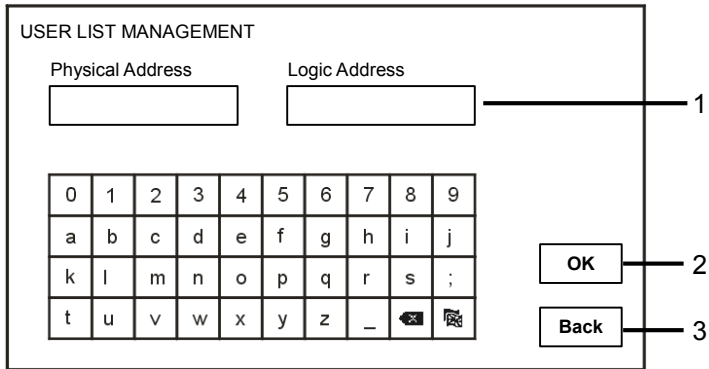 USER LIST MANAGEMENT
Physical Address Logic Address
1
0 1 2 3 4 5 6 7 8 9
a b c d e f g h i j
k l m n o p q r s ;
t u v w x y z _
OK 2
Back 3